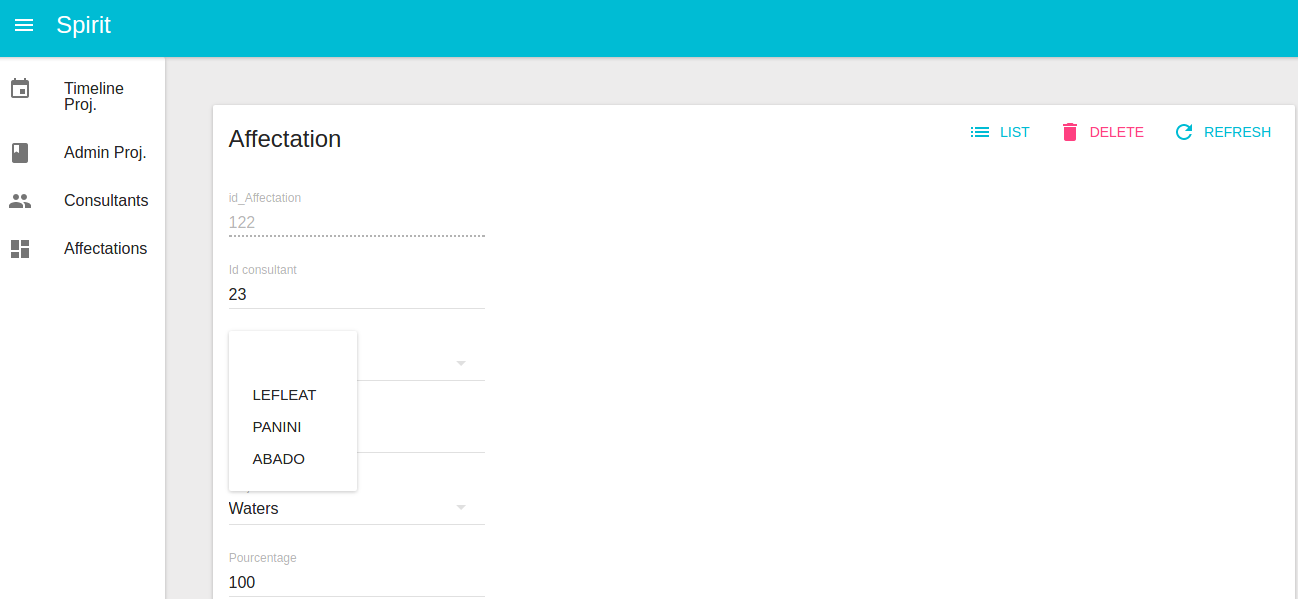 Spirit
Timeline
Proj.
Admin Proj.
Consultants
Affectations
Affectation
LIST
DELETE
REFRESH
id_Affectation
122
Id consultant
23
LEFLEAT
PANINI
ABADO
Waters
Pourcentage
100